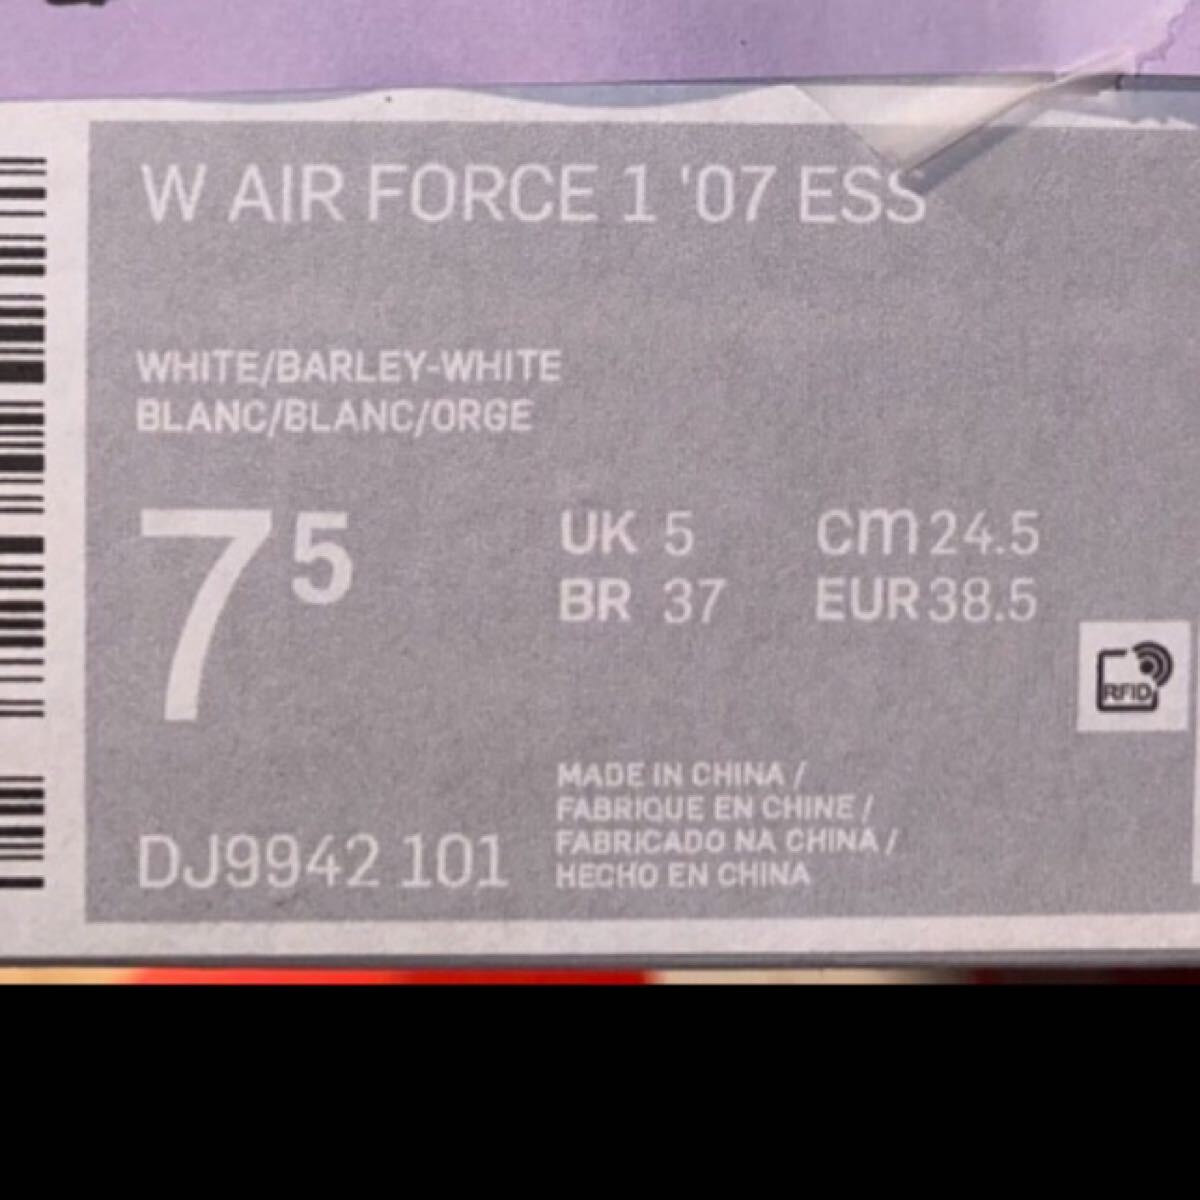 W AIR FORCE 1 '07 ESS
WHITE/BARLEY-WHITE
BLANC/BLANC/ORGE
7 5
UK 5 cm 24.5
BR 37 EUR 38.5
RFID
MADE IN CHINA /
FABRIQUE EN CHINE /
FABRICADO NA CHINA /
HECHO EN CHINA
DJ9942 101